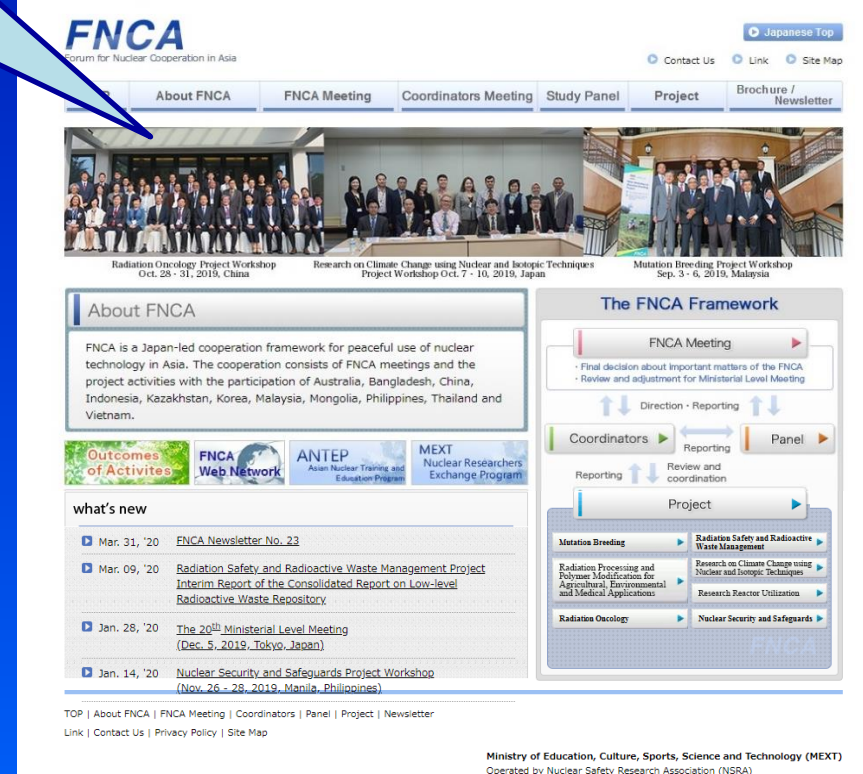 FNCA
Forum for Nuclear Cooperation in Asia
Japanese Top
Contact Us Link Site Map
About FNCA FNCA Meeting Coordinators Meeting Study Panel Project Brochure / Newsletter
Radiation Oncology Project Workshop
Oct. 28 - 31, 2019, China
Research on Climate Change using Nuclear and Isotopic Techniques
Project Workshop Oct. 7 - 10, 2019, Japan
Mutation Breeding Project Workshop
Sep. 3 - 6, 2019, Malaysia
About FNCA
FNCA is a Japan-led cooperation framework for peaceful use of nuclear
technology in Asia. The cooperation consists of FNCA meetings and the
project activities with the participation of Australia, Bangladesh, China,
Indonesia, Kazakhstan, Korea, Malaysia, Mongolia, Philippines, Thailand and
Vietnam.
Outcomes
of Activites
FNCA
Web Network
ANTEP
Asian Nuclear Training and
Education Program
MEXT
Nuclear Researchers
Exchange Program
what's new
Mar. 31, '20 FNCA Newsletter No. 23
Mar. 09, '20 Radiation Safety and Radioactive Waste Management Project
Interim Report of the Consolidated Report on Low-level
Radioactive Waste Repository
Jan. 28, '20 The 20th Ministerial Level Meeting
(Dec. 5, 2019, Tokyo, Japan)
Jan. 14, '20 Nuclear Security and Safeguards Project Workshop
(Nov. 26 - 28, 2019, Manila, Philippines)
The FNCA Framework
FNCA Meeting
・Final decision about important matters of the FNCA
・Review and adjustment for Ministerial Level Meeting
Direction・Reporting
Coordinators
Reporting
Panel
Reporting
Review and
coordination
Project
Mutation Breeding
Radiation Safety and Radioactive
Waste Management
Radiation Processing and
Polymer Modification for
Agricultural, Environmental
and Medical Applications
Research on Climate Change using
Nuclear and Isotopic Techniques
Research Reactor Utilization
Radiation Oncology
Nuclear Security and Safeguards
FNCA
TOP | About FNCA | FNCA Meeting | Coordinators | Panel | Project | Newsletter
Link | Contact Us | Privacy Policy | Site Map
Ministry of Education, Culture, Sports, Science and Technology (MEXT)
Operated by Nuclear Safety Research Association (NSRA)